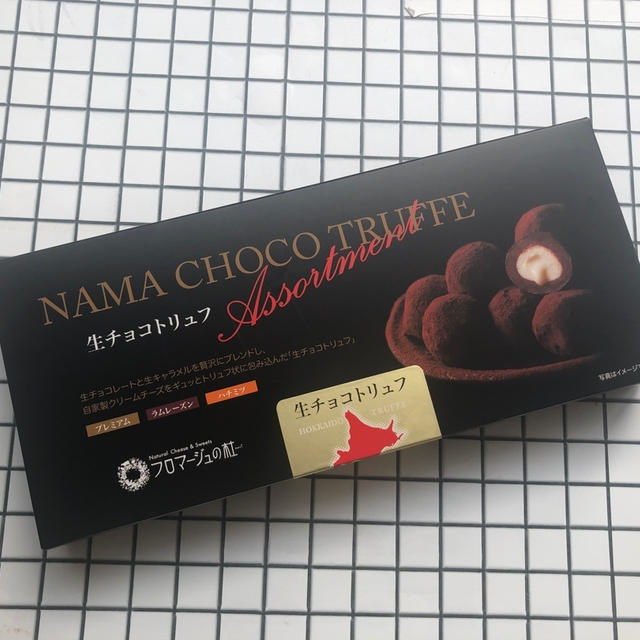 NAMA CHOCO TRUFFE
Assortment
生チョコトリュフ
生チョコレートと生キャラメルを贅沢にブレンドし、
自家製クリームチーズをギュッとトリュフ状に包み込んだ「生チョコトリュフ」
プレミアム
ラムレーズン
ハチミツ
Natural Cheese & Sweets
フロマージュの杜
生チョコトリュフ
HOKKAIDO TRUFFE
写真はイメージで